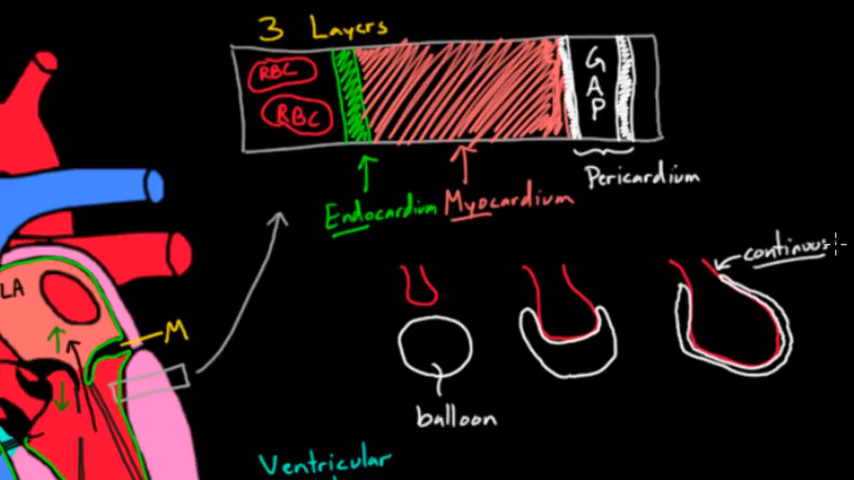 3 Layers
RBC
RBC
GAP
Pericardium
Endocardium
Myocardium
continuous
LA
M
balloon
Ventricular